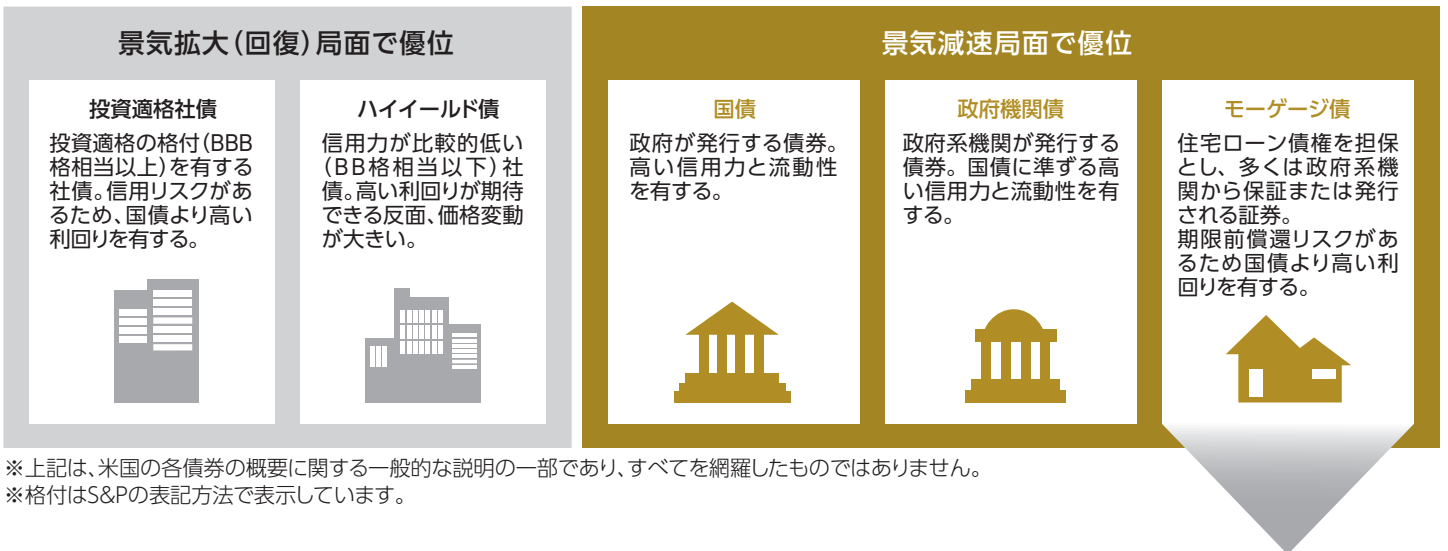 景気拡大(回復)局面で優位
投資適格社債
投資適格の格付(BBB
格相当以上)を有する
社債。信用リスクがあ
るため、国債より高い
利回りを有する。
ハイイールド債
信用力が比較的低い
(BB格相当以下)社
債。高い利回りが期待
できる反面、価格変動
が大きい。
景気減速局面で優位
国債
政府が発行する債券。
高い信用力と流動性
を有する。
政府機関債
政府系機関が発行する
債券。国債に準ずる高
い信用力と流動性を有
する。
モーゲージ債
住宅ローン債権を担保
とし、多くは政府系機
関から保証または発行
される証券。
期限前償還リスクがあ
るため国債より高い利
回りを有する。
※上記は、米国の各債券の概要に関する一般的な説明の一部であり、すべてを網羅したものではありません。
※格付はS&Pの表記方法で表示しています。